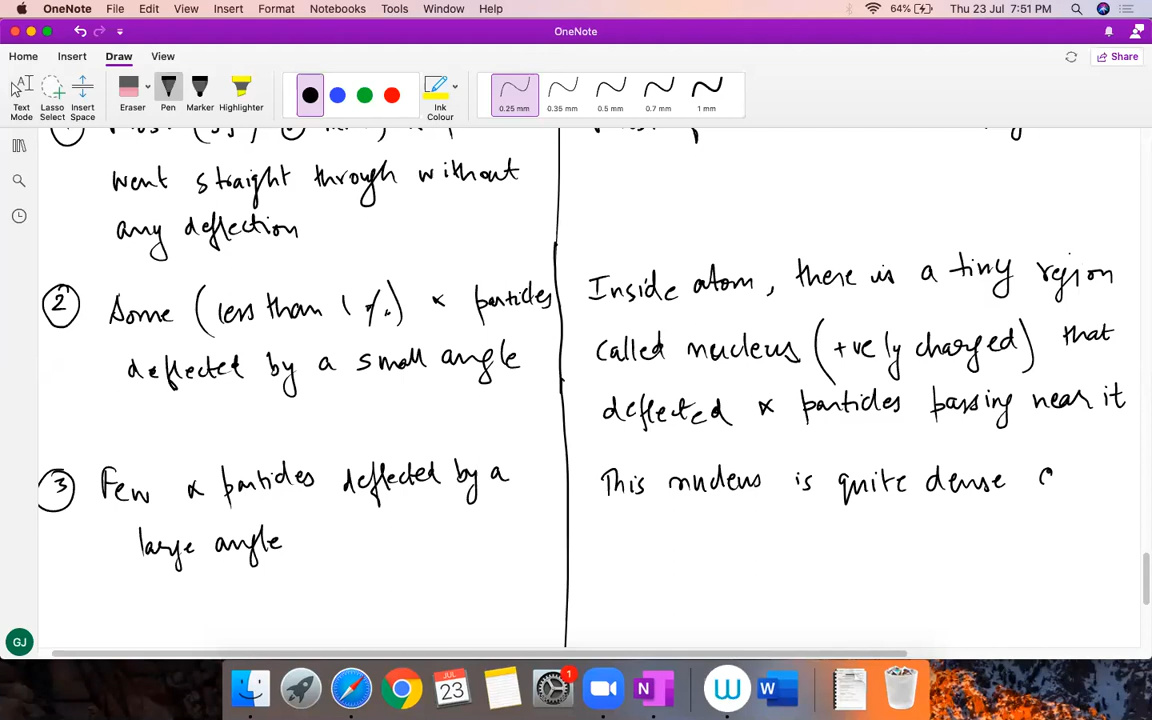 OneNote File Edit View Insert Format Notebooks Tools Window Help 64% Thu 23 Jul 7:51 PM
OneNote
Home Insert Draw View Share
Text Mode
Lasso Select
Insert Space
Eraser
Pen
Marker
Highlighter
Ink Colour
0.25 mm 0.35 mm 0.5 mm 0.7 mm 1 mm
went straight through without
any deflection
2 Some (less than 1%) α particles
deflected by a small angle
3 Few α particles deflected by a
large angle
Inside atom, there is a tiny region
called nucleus (+vely charged) that
deflected α particles passing near it
This nucleus is quite dense
GJ
JUL
23
1
W
N
W